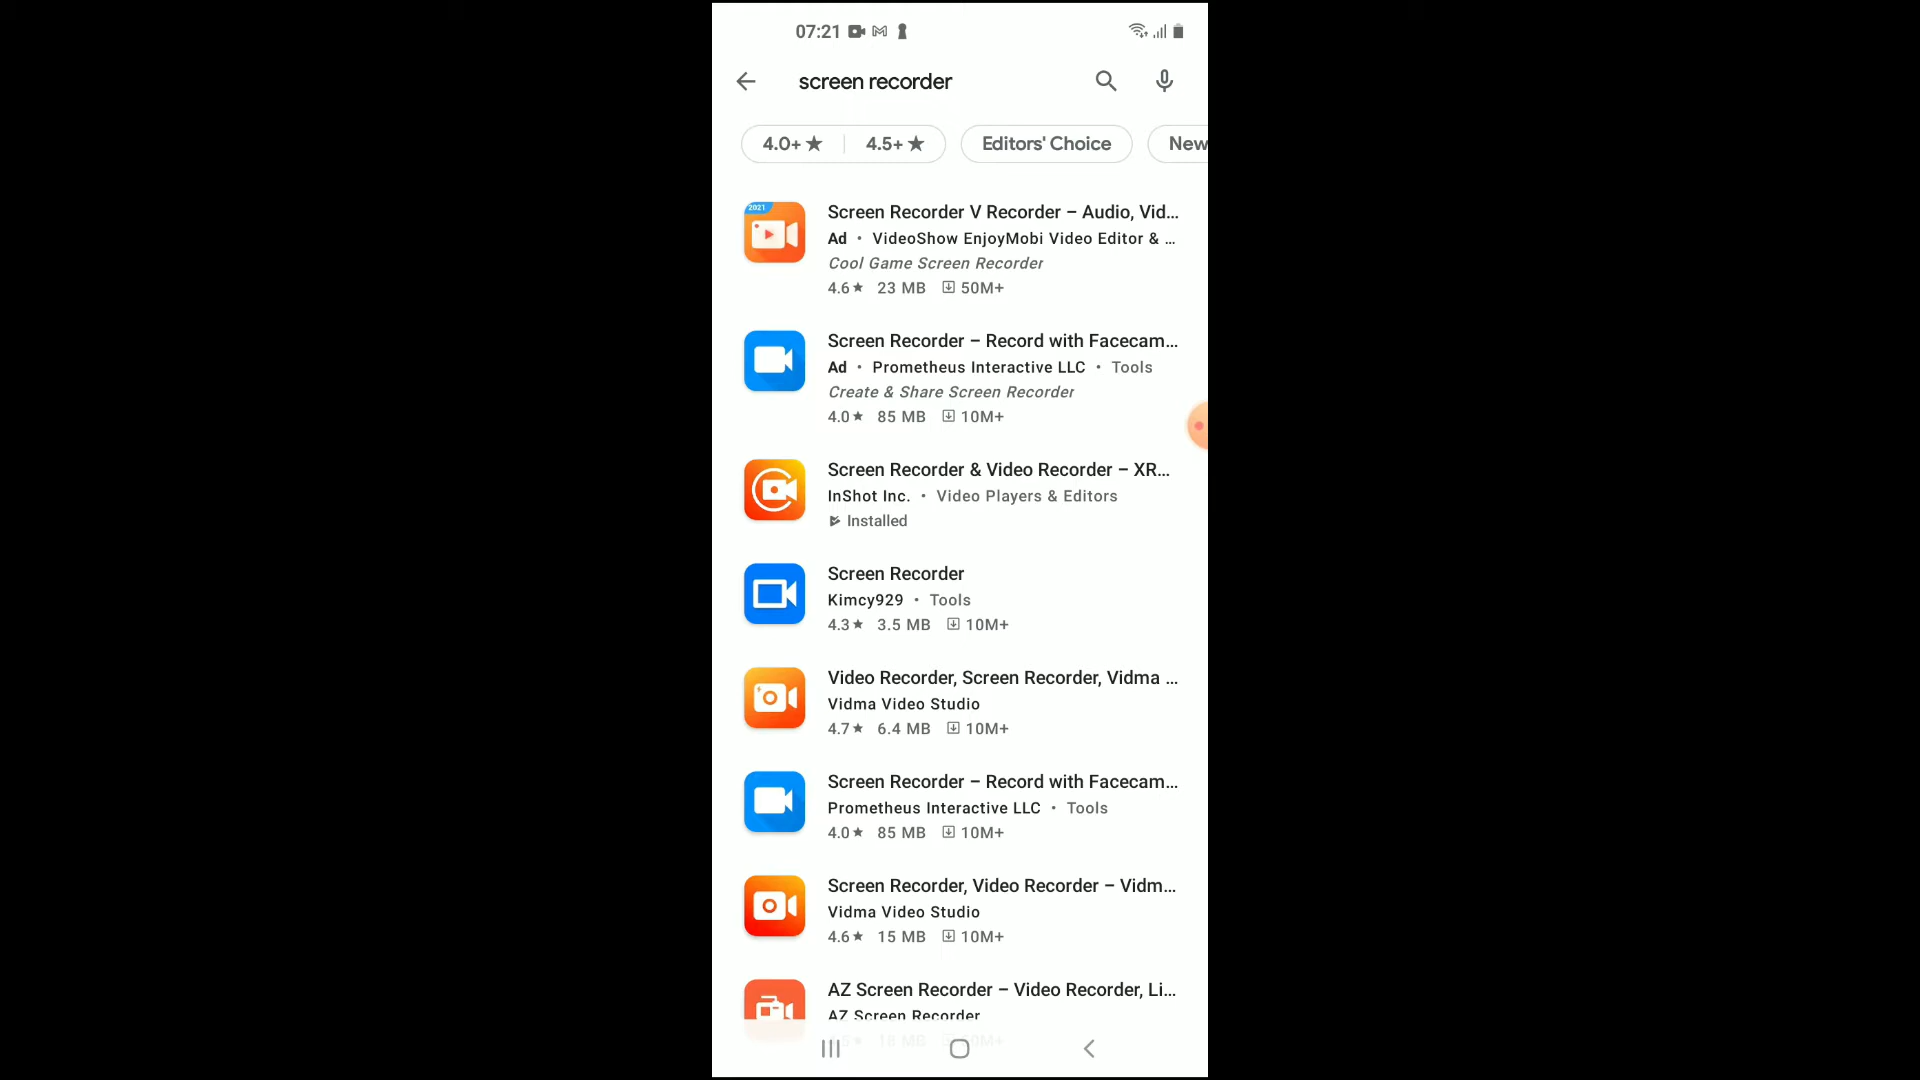 07:21
screen recorder
4.0+ ★ 4.5+ ★ Editors' Choice New
2021
Screen Recorder V Recorder – Audio, Vid...
Ad • VideoShow EnjoyMobi Video Editor & ...
Cool Game Screen Recorder
4.6★ 23 MB 50M+
Screen Recorder – Record with Facecam...
Ad • Prometheus Interactive LLC • Tools
Create & Share Screen Recorder
4.0★ 85 MB 10M+
Screen Recorder & Video Recorder – XR...
InShot Inc. • Video Players & Editors
Installed
Screen Recorder
Kimcy929 • Tools
4.3★ 3.5 MB 10M+
Video Recorder, Screen Recorder, Vidma ...
Vidma Video Studio
4.7★ 6.4 MB 10M+
Screen Recorder – Record with Facecam...
Prometheus Interactive LLC • Tools
4.0★ 85 MB 10M+
Screen Recorder, Video Recorder – Vidm...
Vidma Video Studio
4.6★ 15 MB 10M+
AZ Screen Recorder – Video Recorder, Li...
AZ Screen Recorder
18 MB